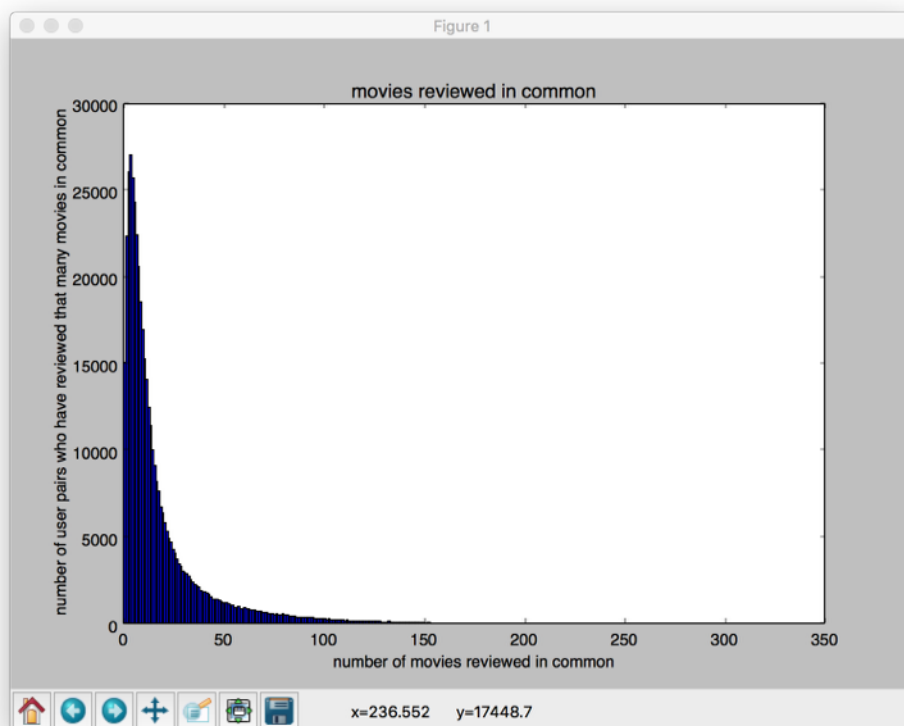 Figure 1
movies reviewed in common
number of user pairs who have reviewed that many movies in common
30000
25000
20000
15000
10000
5000
0
0 50 100 150 200 250 300 350
number of movies reviewed in common
x=236.552 y=17448.7